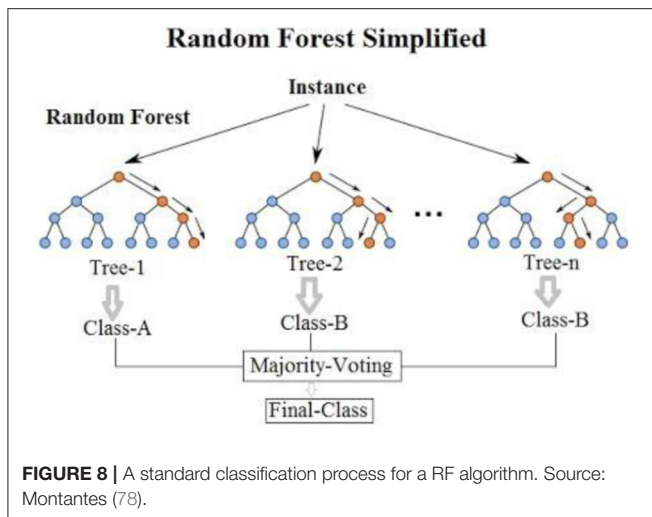 Random Forest Simplified
Instance
Random Forest
...
Tree-1 Tree-2 Tree-n
Class-A Class-B Class-B
Majority-Voting
Final-Class
FIGURE 8 | A standard classification process for a RF algorithm. Source:
Montantes (78).